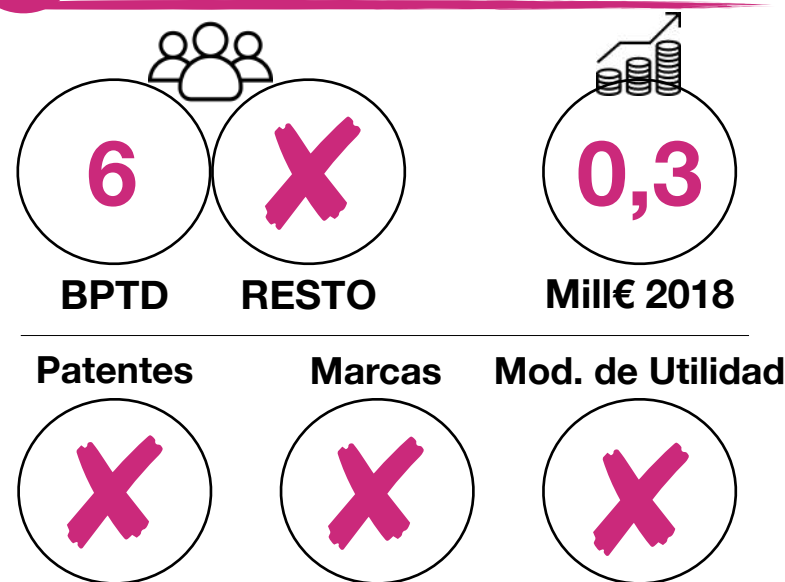 6
0,3
BPTD RESTO Mill€ 2018
Patentes Marcas Mod. de Utilidad